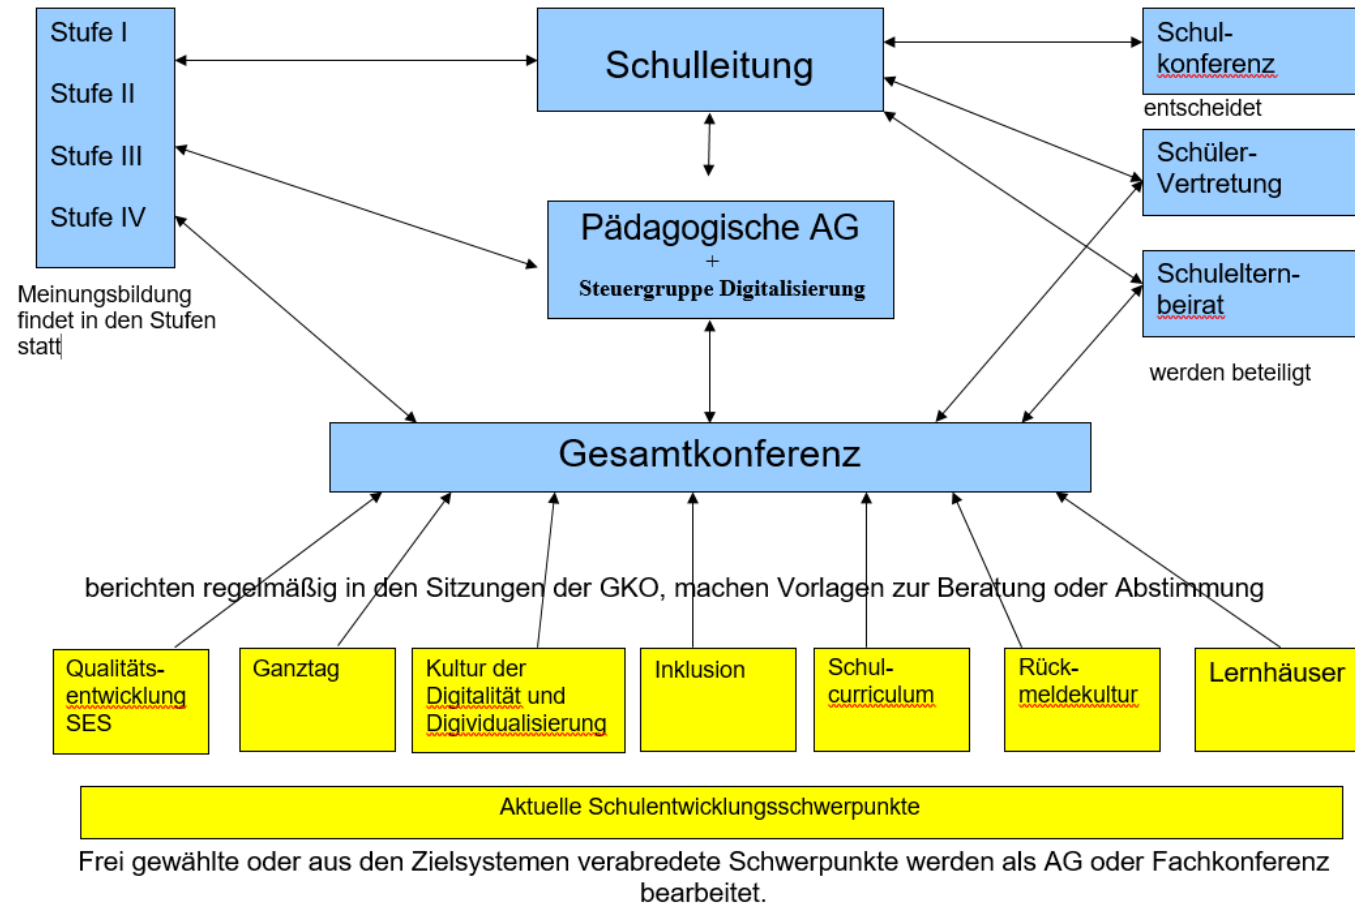 Stufe I
Stufe II
Stufe III
Stufe IV
Meinungsbildung
findet in den Stufen
statt
Schulleitung
Pädagogische AG
+
Steuergruppe Digitalisierung
Schul-
konferenz
entscheidet
Schüler-
Vertretung
Schuleltern-
beirat
werden beteiligt
Gesamtkonferenz
berichten regelmäßig in den Sitzungen der GKO, machen Vorlagen zur Beratung oder Abstimmung
Qualitäts-
entwicklung
SES
Ganztag
Kultur der
Digitalität und
Digividualisierung
Inklusion
Schul-
curriculum
Rück-
meldekultur
Lernhäuser
Aktuelle Schulentwicklungsschwerpunkte
Frei gewählte oder aus den Zielsystemen verabredete Schwerpunkte werden als AG oder Fachkonferenz
bearbeitet.